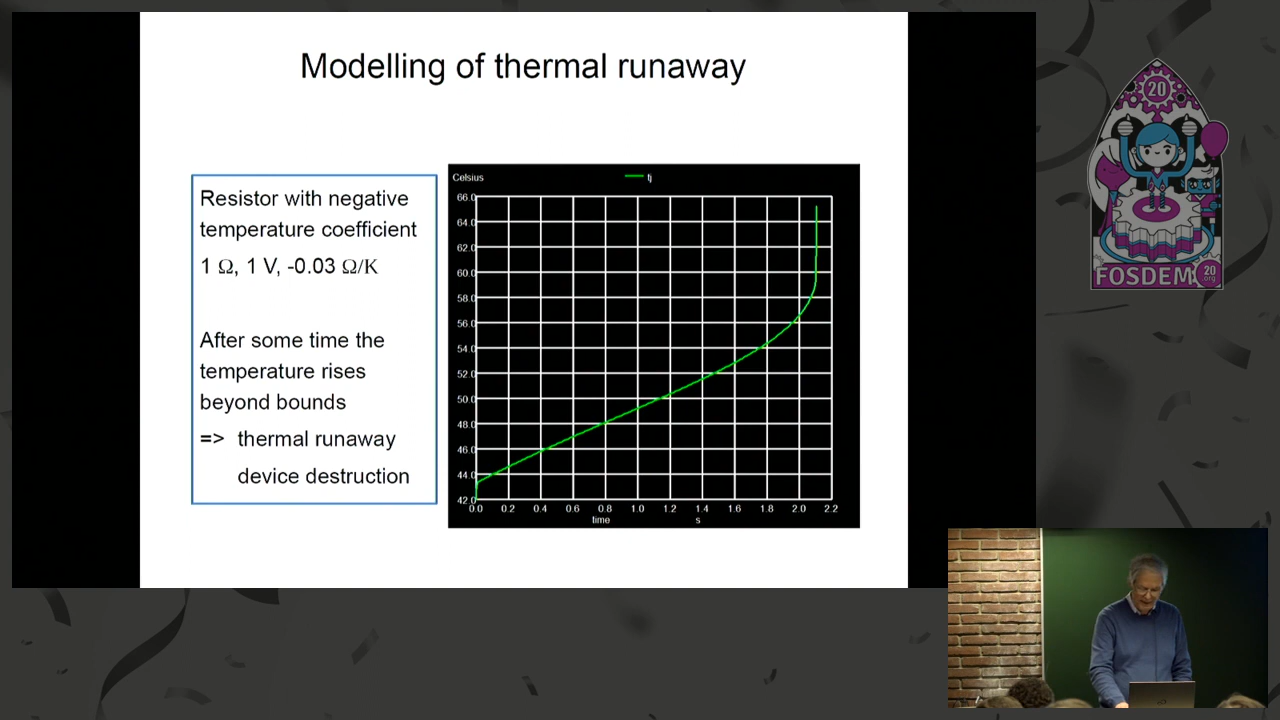 Modelling of thermal runaway
Resistor with negative
temperature coefficient
1 Ω, 1 V, -0.03 Ω/K
After some time the
temperature rises
beyond bounds
=> thermal runaway
device destruction
Celsius
tj
66.0
64.0
62.0
60.0
58.0
56.0
54.0
52.0
50.0
48.0
46.0
44.0
42.0
0.0 0.2 0.4 0.6 0.8 1.0 1.2 1.4 1.6 1.8 2.0 2.2
time s
20
FOSDEM 20
.org